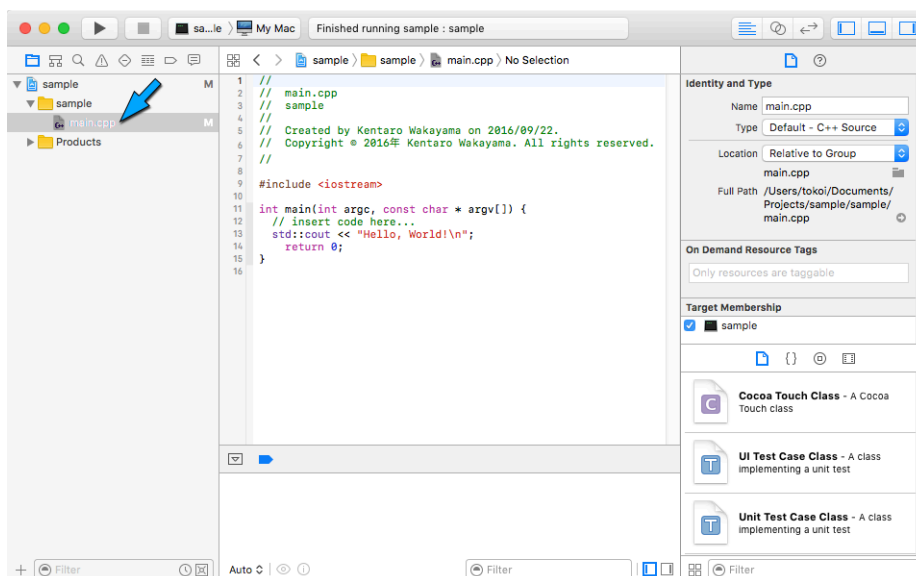 sa...le 〉 My Mac
Finished running sample : sample
sample 〉 sample 〉 main.cpp 〉 No Selection
sample M
sample
main.cpp M
Products
1 //
2 //  main.cpp
3 //  sample
4 //
5 //  Created by Kentaro Wakayama on 2016/09/22.
6 //  Copyright © 2016年 Kentaro Wakayama. All rights reserved.
7 //
8
9 #include <iostream>
10
11 int main(int argc, const char * argv[]) {
12   // insert code here...
13   std::cout << "Hello, World!\n";
14     return 0;
15 }
16
Auto
Filter
Filter
Identity and Type
Name main.cpp
Type Default - C++ Source
Location Relative to Group
main.cpp
Full Path /Users/tokoi/Documents/
Projects/sample/sample/
main.cpp
On Demand Resource Tags
Only resources are taggable
Target Membership
sample
{}
C
Cocoa Touch Class - A Cocoa
Touch class
T
UI Test Case Class - A class
implementing a unit test
T
Unit Test Case Class - A class
implementing a unit test
Filter